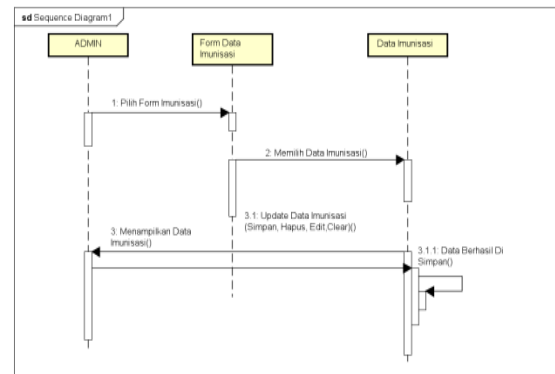 sd Sequence Diagram1
ADMIN
Form Data
Imunisasi
Data Imunisasi
1: Pilih Form Imunisasi()
2: Memilih Data Imunisasi()
3.1: Update Data Imunisasi
(Simpan, Hapus, Edit,Clear)()
3: Menampilkan Data
Imunisasi()
3.1.1: Data Berhasil Di
Simpan()